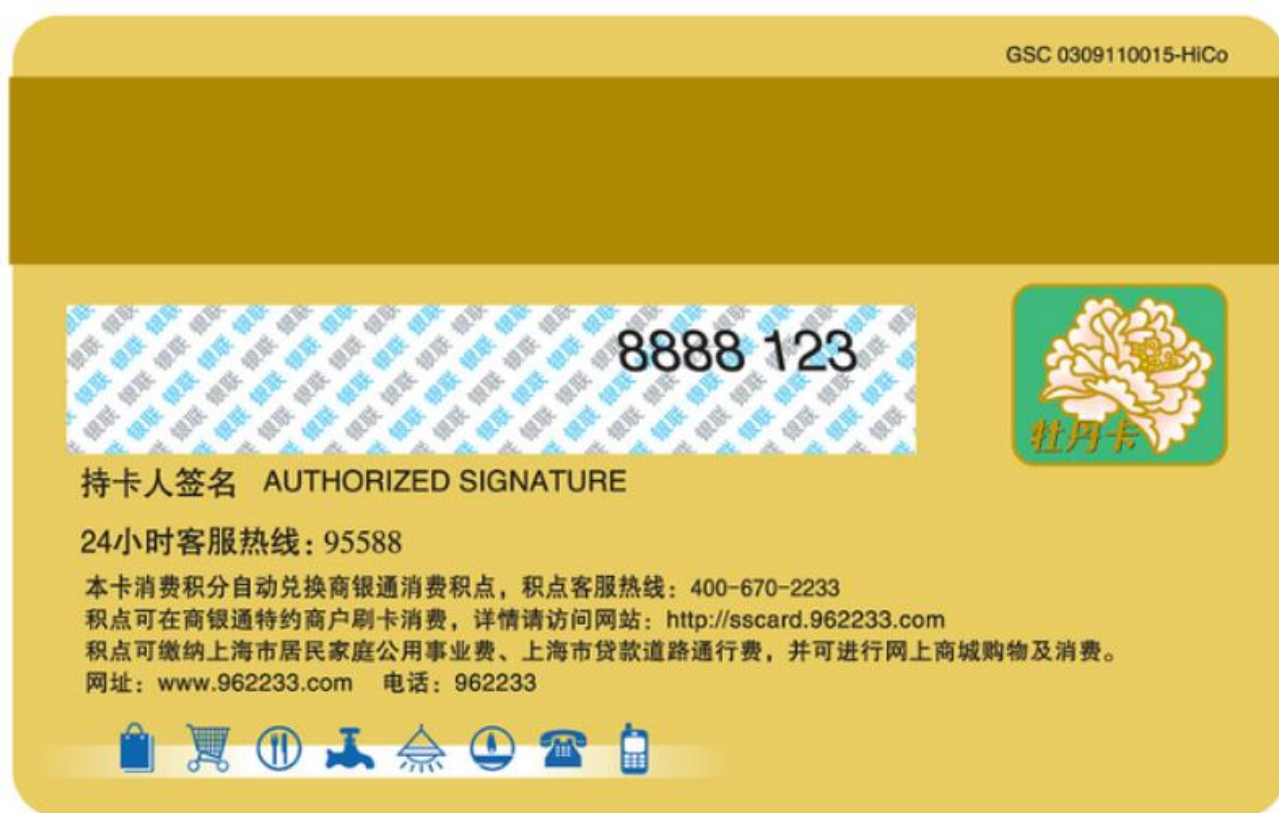 GSC 0309110015-HiCo
8888 123
牡丹卡
持卡人签名 AUTHORIZED SIGNATURE
24小时客服热线：95588
本卡消费积分自动兑换商银通消费积点，积点客服热线：400-670-2233
积点可在商银通特约商户刷卡消费，详情请访问网站：http://sscard.962233.com
积点可缴纳上海市居民家庭公用事业费、上海市贷款道路通行费，并可进行网上商城购物及消费。
网址：www.962233.com 电话：962233